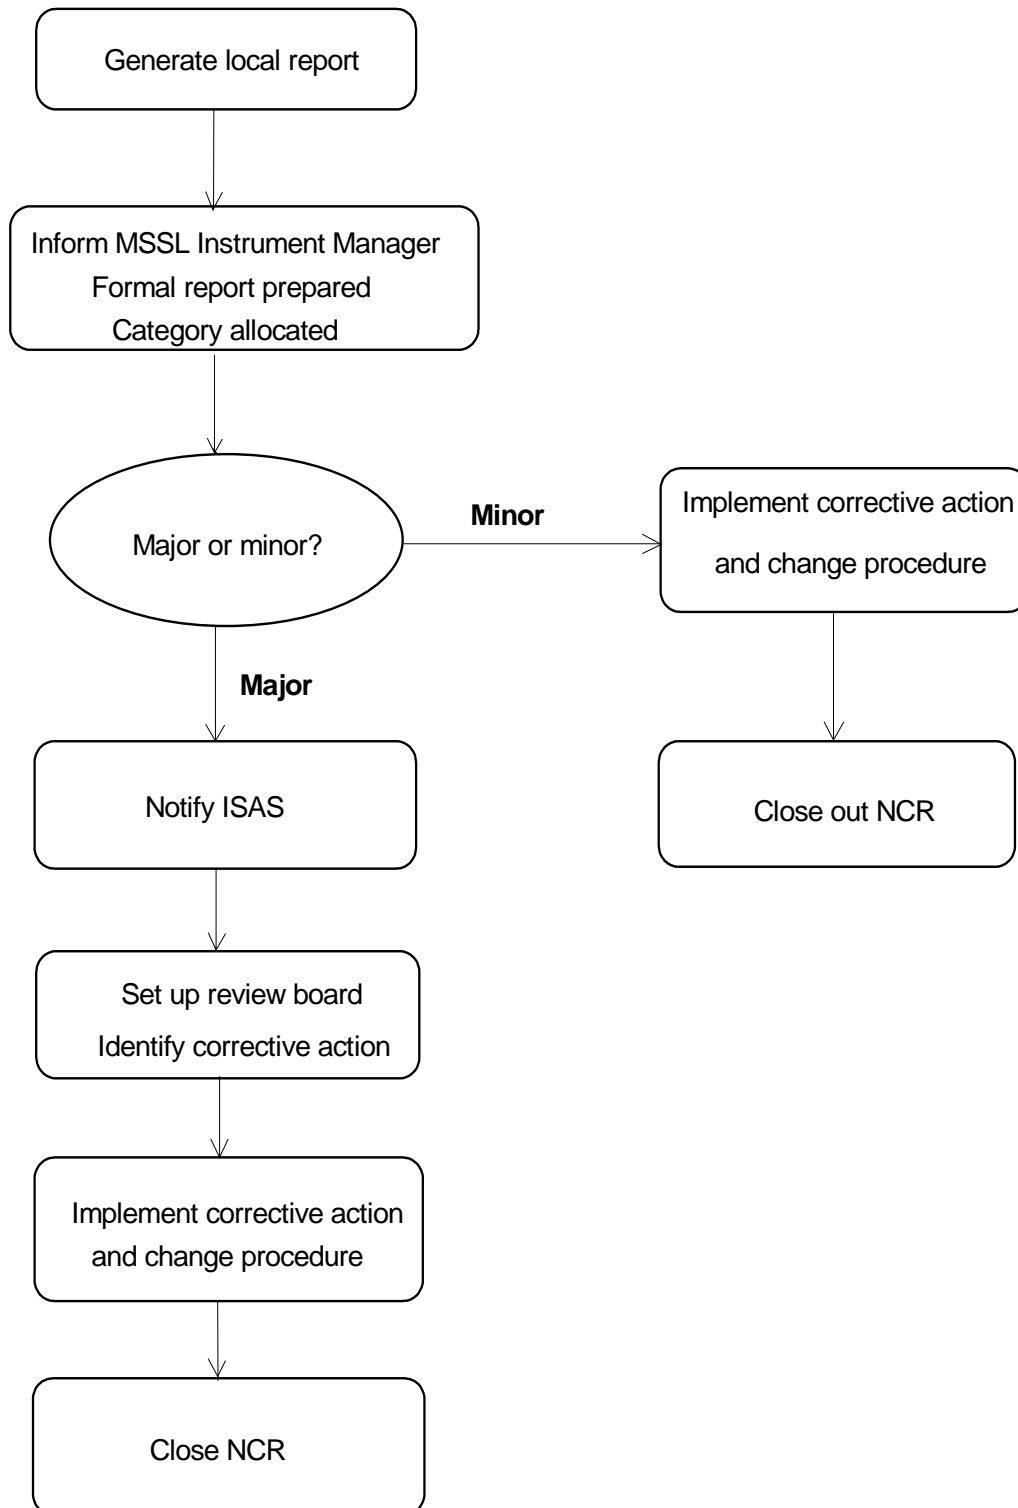 Generate local report
Inform MSSL Instrument Manager
Formal report prepared
Category allocated
Major or minor?
Minor
Implement corrective action
and change procedure
Major
Notify ISAS
Close out NCR
Set up review board
Identify corrective action
Implement corrective action
and change procedure
Close NCR